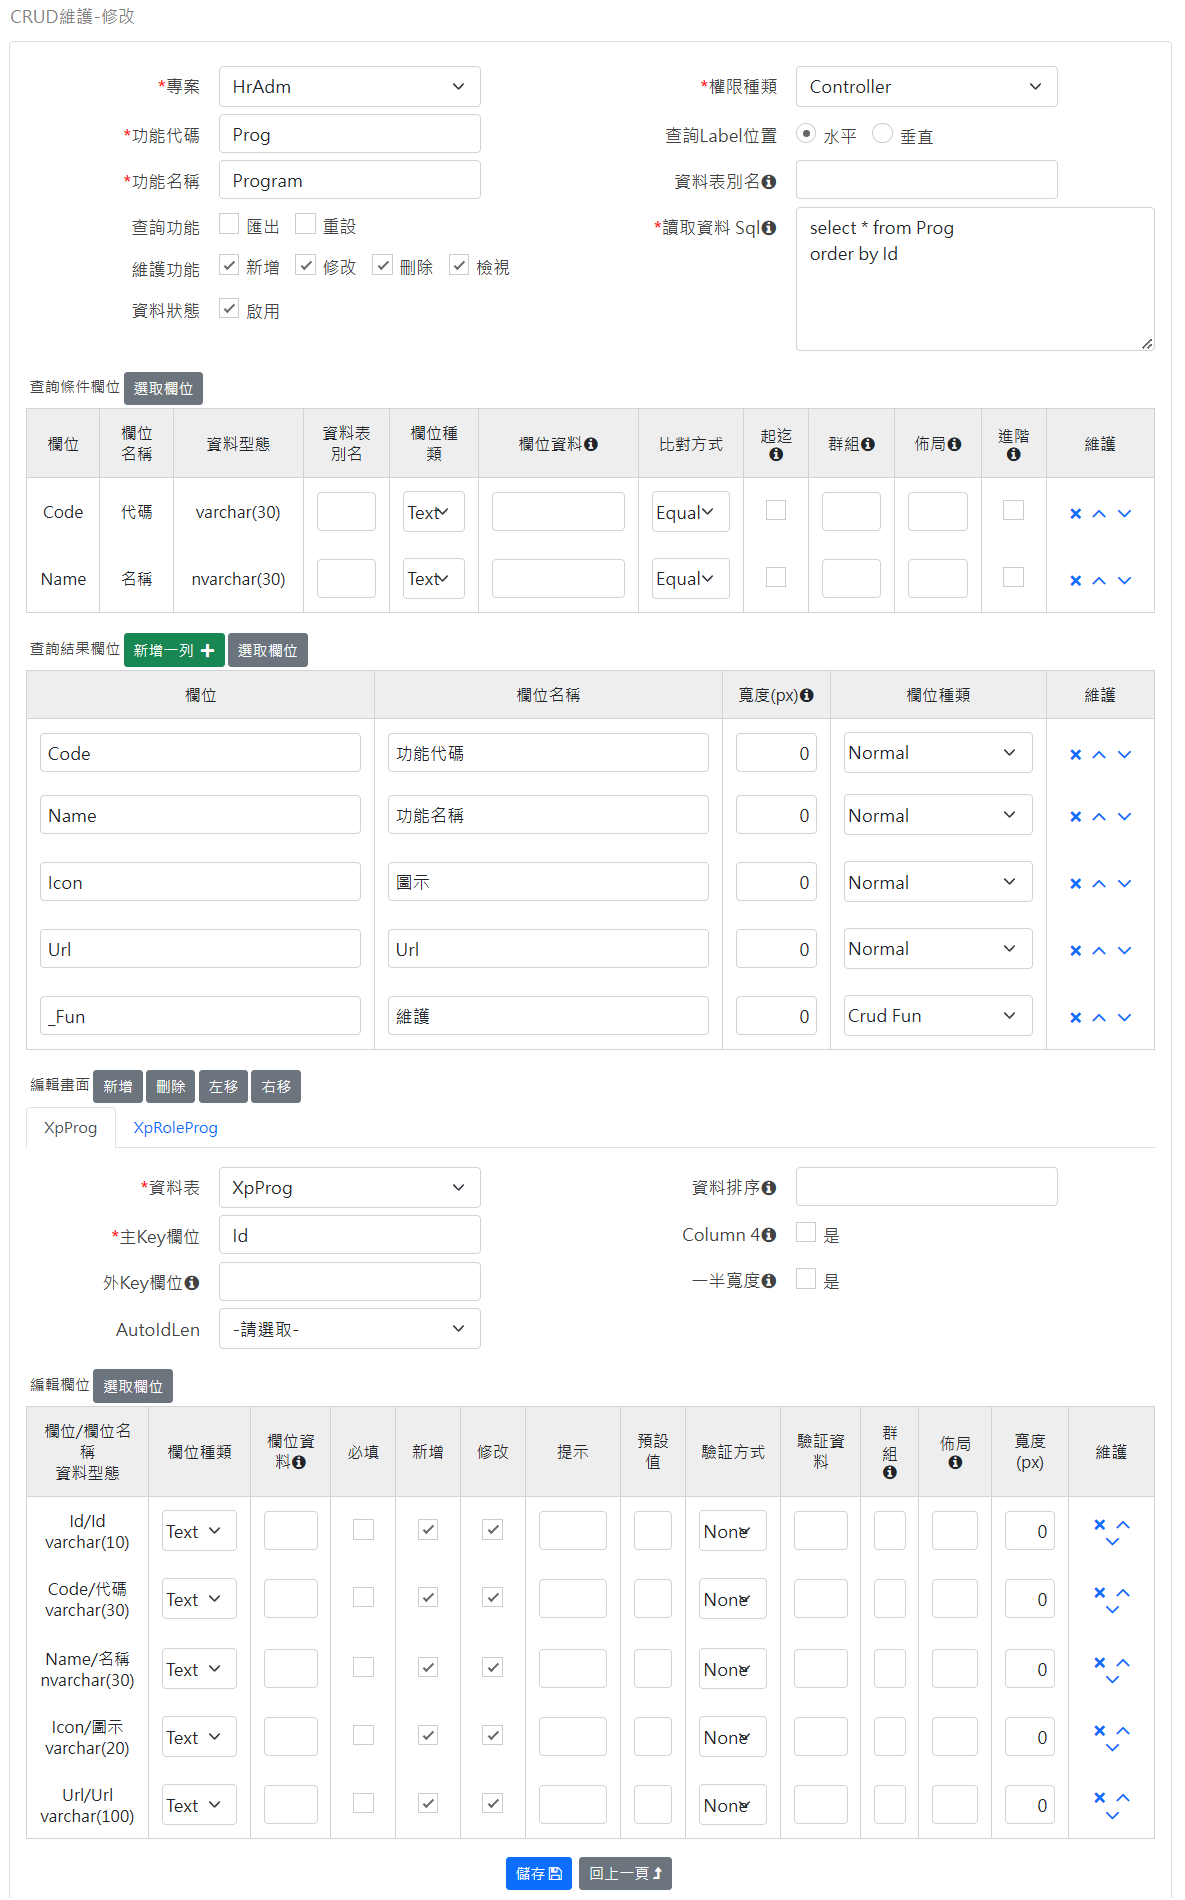 CRUD維護-修改
*專案 HrAdm
*權限種類 Controller
*功能代碼 Prog
查詢Label位置 水平 垂直
*功能名稱 Program
資料表別名
查詢功能 匯出 重設
*讀取資料 Sql
select * from Prog
order by Id
維護功能 新增 修改 刪除 檢視
資料狀態 啟用
查詢條件欄位 選取欄位
欄位 欄位名稱 資料型態 資料表別名 欄位種類 欄位資料 比對方式 起迄 群組 佈局 進階 維護
Code 代碼 varchar(30) Text Equal
Name 名稱 nvarchar(30) Text Equal
查詢結果欄位 新增一列 選取欄位
欄位 欄位名稱 寬度(px) 欄位種類 維護
Code 功能代碼 0 Normal
Name 功能名稱 0 Normal
Icon 圖示 0 Normal
Url Url 0 Normal
_Fun 維護 0 Crud Fun
編輯畫面 新增 刪除 左移 右移
XpProg XpRoleProg
*資料表 XpProg
資料排序
*主Key欄位 Id
Column 4 是
外Key欄位
一半寬度 是
AutoIdLen -請選取-
編輯欄位 選取欄位
欄位/欄位名稱 資料型態 欄位種類 欄位資料 必填 新增 修改 提示 預設值 驗証方式 驗証資料 群組 佈局 寬度(px) 維護
Id/Id
varchar(10) Text None 0
Code/代碼
varchar(30) Text None 0
Name/名稱
nvarchar(30) Text None 0
Icon/圖示
varchar(20) Text None 0
Url/Url
varchar(100) Text None 0
儲存 回上一頁